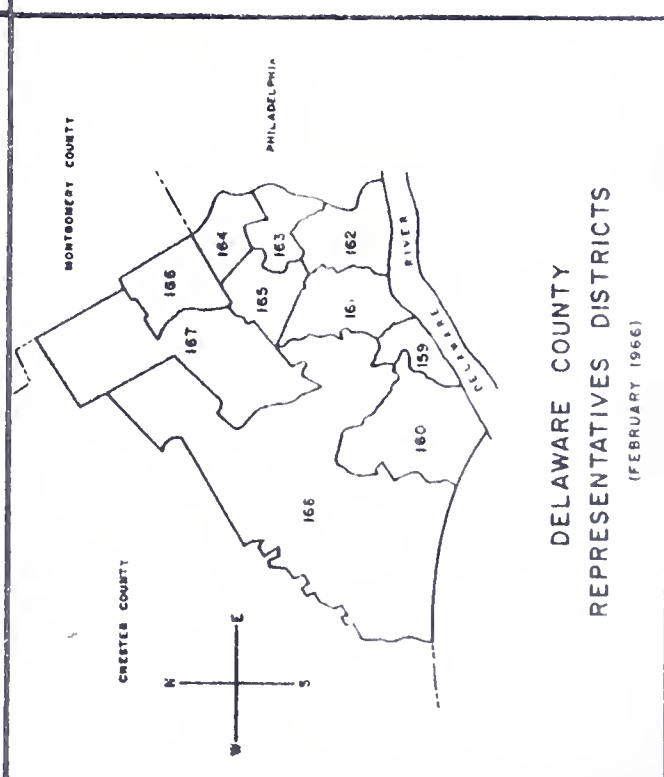 MONTGOMERY COUNTY
PHILADELPHIA
CHESTER COUNTY
166
164
163
167
165
162
161
159
168
160
DELAWARE RIVER
N
W
E
S
DELAWARE COUNTY
REPRESENTATIVES DISTRICTS
(FEBRUARY 1966)